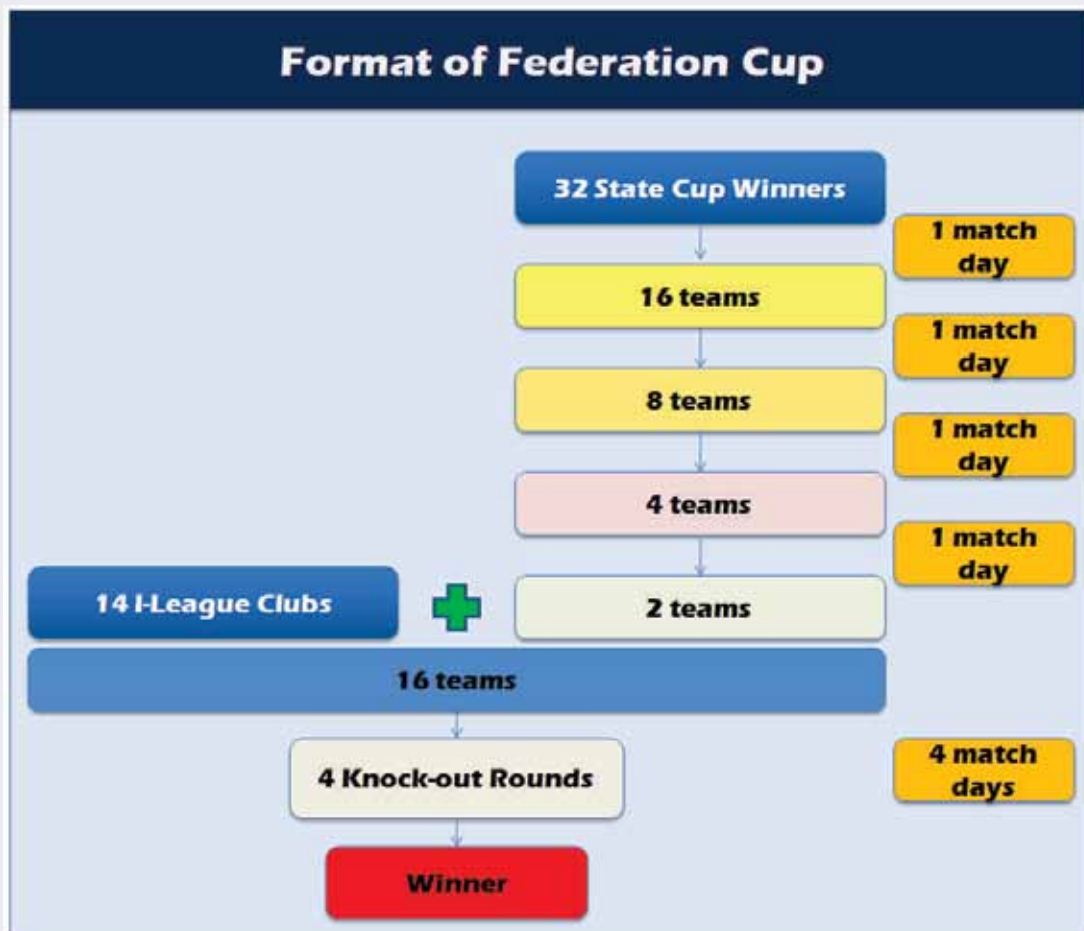 Format of Federation Cup
32 State Cup Winners
1 match
day
16 teams
1 match
day
8 teams
1 match
day
4 teams
1 match
day
14 I-League Clubs
2 teams
16 teams
4 Knock-out Rounds
4 match
days
Winner